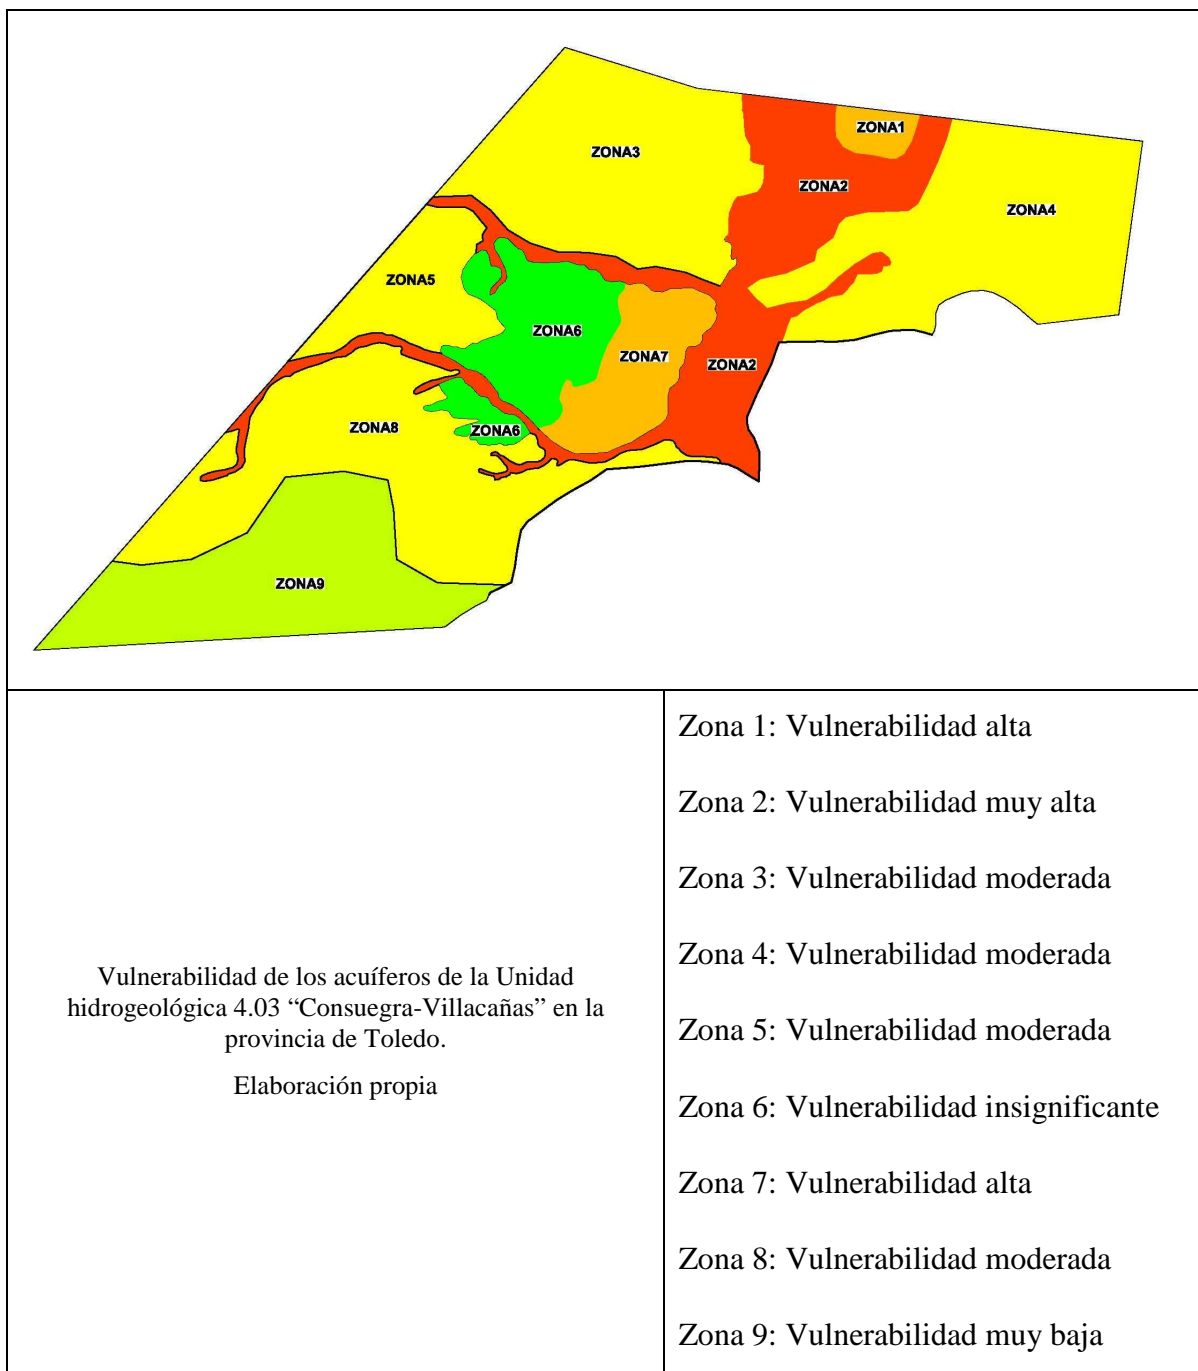 ZONA1
ZONA3
ZONA2
ZONA4
ZONA5
ZONA6
ZONA7
ZONA2
ZONA8
ZONA6
ZONA9
Vulnerabilidad de los acuíferos de la Unidad
hidrogeológica 4.03 “Consuegra-Villacañas” en la
provincia de Toledo.
Elaboración propia
Zona 1: Vulnerabilidad alta
Zona 2: Vulnerabilidad muy alta
Zona 3: Vulnerabilidad moderada
Zona 4: Vulnerabilidad moderada
Zona 5: Vulnerabilidad moderada
Zona 6: Vulnerabilidad insignificante
Zona 7: Vulnerabilidad alta
Zona 8: Vulnerabilidad moderada
Zona 9: Vulnerabilidad muy baja